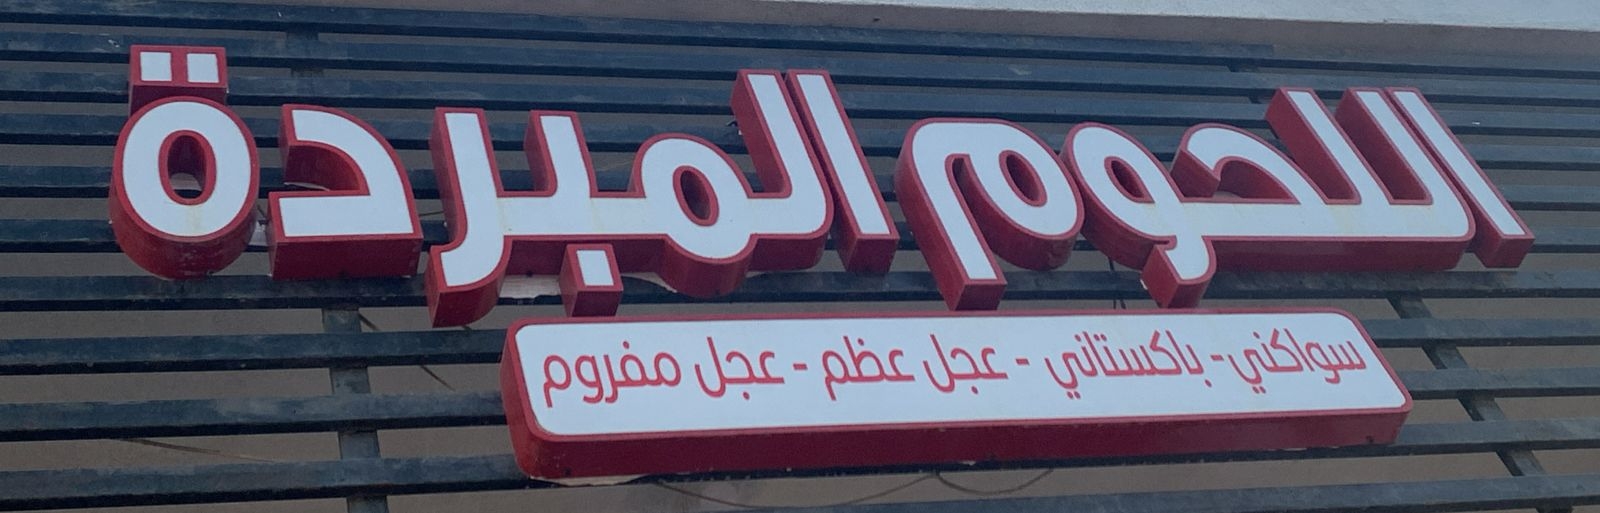 اللحوم المبردة
سواكني - باكستاني - عجل عظم - عجل مفروم